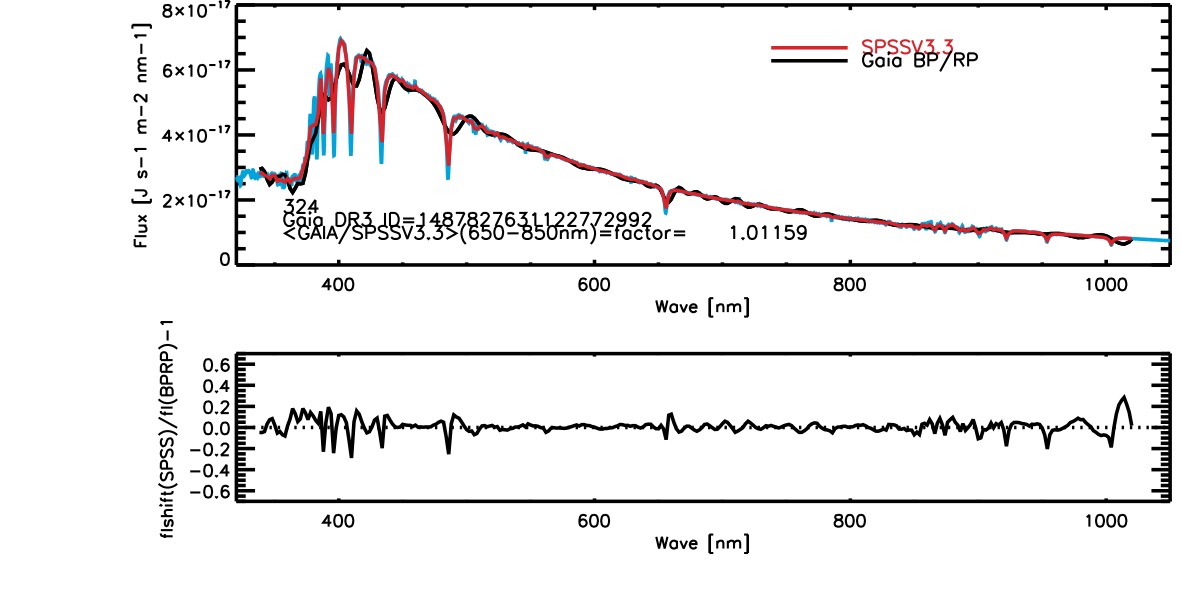 8×10−17
6×10−17
4×10−17
2×10−17
0
Flux [J s−1 m−2 nm−1]
SPSSV3.3
Gaia BP/RP
324
Gaia DR3 ID=1487827631122772992
<GAIA/SPSSV3.3>(650−850nm)=factor= 1.01159
400 600 800 1000
Wave [nm]
0.6
0.4
0.2
0.0
−0.2
−0.4
−0.6
flshift(SPSS)/fl(BPRP)−1
400 600 800 1000
Wave [nm]